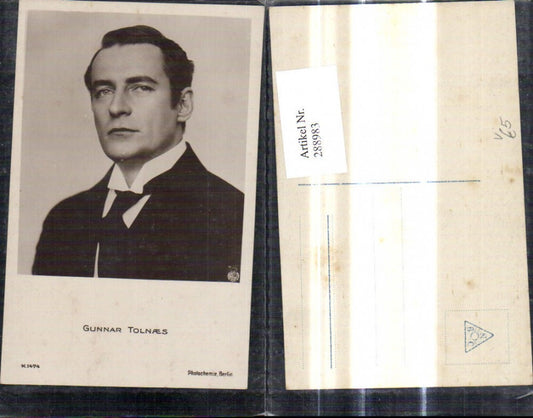 GUNNAR TOLNÆS
K.1494
Photochemie, Berlin
Artikel Nr.
288983